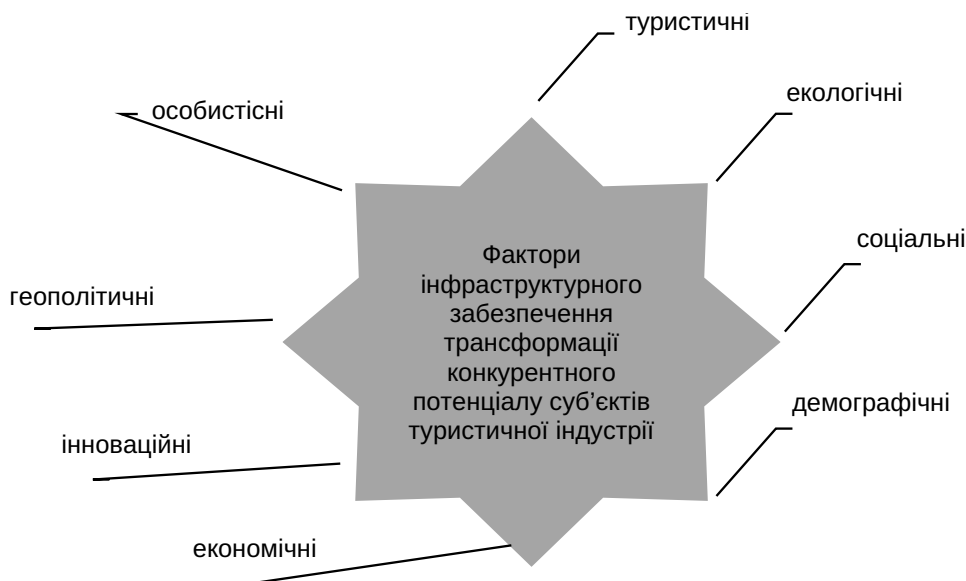 туристичні
екологічні
особистісні
соціальні
Фактори
інфраструктурного
забезпечення
трансформації
конкурентного
потенціалу суб’єктів
туристичної індустрії
геополітичні
демографічні
інноваційні
економічні